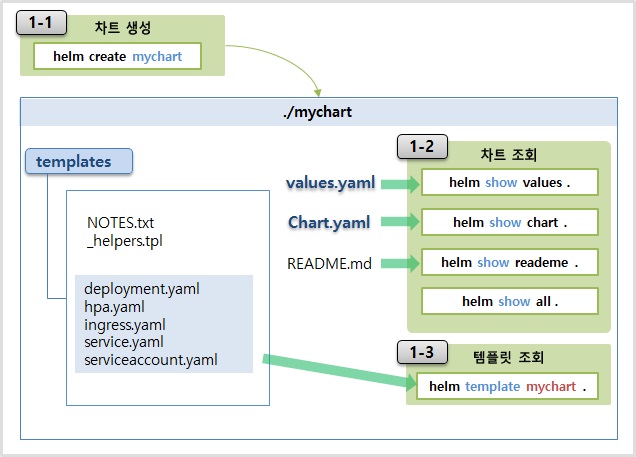 1-1
차트 생성
helm create mychart
./mychart
templates
NOTES.txt
_helpers.tpl
deployment.yaml
hpa.yaml
ingress.yaml
service.yaml
serviceaccount.yaml
1-2
차트 조회
values.yaml
helm show values .
Chart.yaml
helm show chart .
README.md
helm show reademe .
helm show all .
1-3
템플릿 조회
helm template mychart .